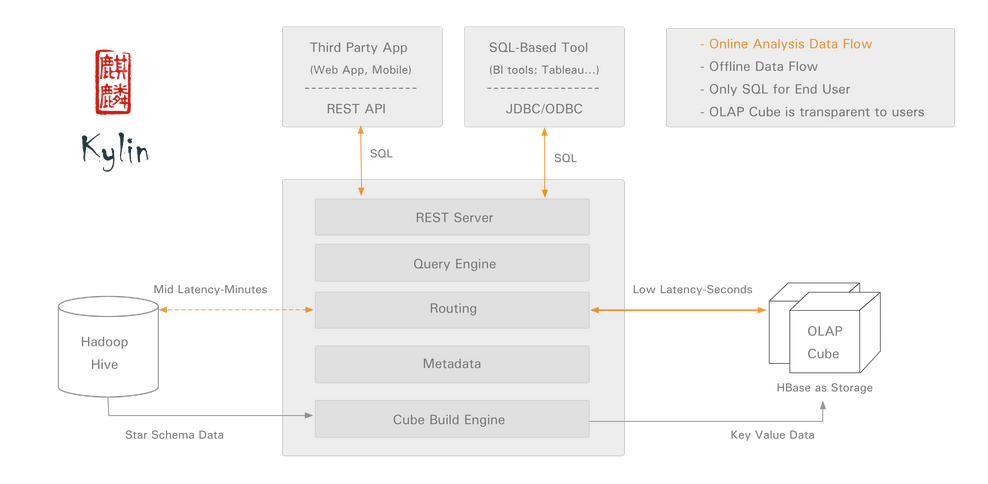 麒
麟
Kylin
Third Party App
(Web App, Mobile)
REST API
SQL-Based Tool
(BI tools: Tableau...)
JDBC/ODBC
- Online Analysis Data Flow
- Offline Data Flow
- Only SQL for End User
- OLAP Cube is transparent to users
SQL
SQL
REST Server
Query Engine
Mid Latency-Minutes
Routing
Low Latency-Seconds
Hadoop
Hive
OLAP
Cube
Metadata
HBase as Storage
Cube Build Engine
Star Schema Data
Key Value Data